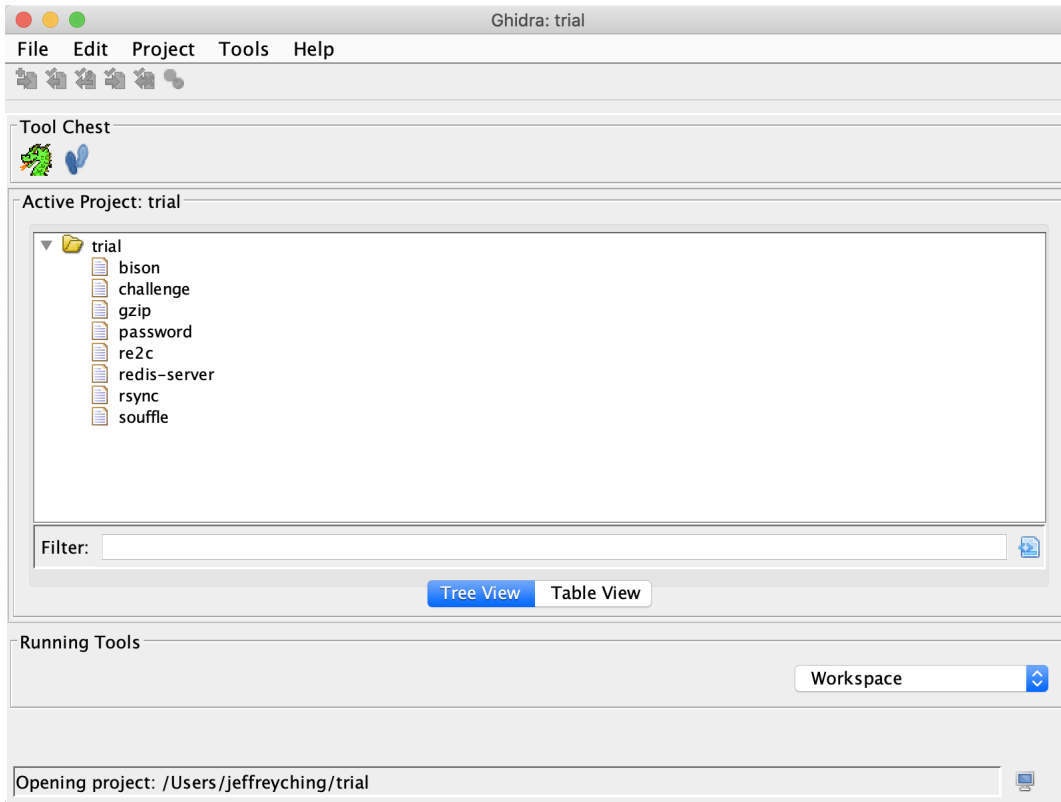 Ghidra: trial
File Edit Project Tools Help
Tool Chest
Active Project: trial
trial
bison
challenge
gzip
password
re2c
redis-server
rsync
souffle
Filter:
Tree View Table View
Running Tools
Workspace
Opening project: /Users/jeffreyching/trial